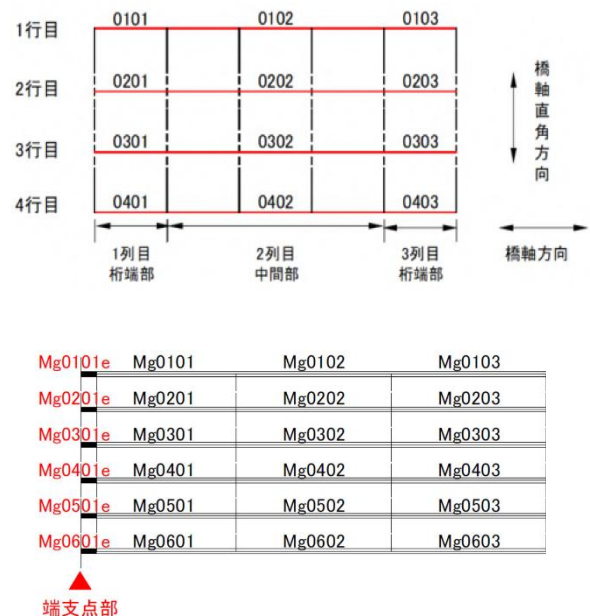 1行目 0101 0102 0103
2行目 0201 0202 0203
3行目 0301 0302 0303
4行目 0401 0402 0403
橋軸直角方向
1列目 2列目 3列目 橋軸方向
桁端部 中間部 桁端部
Mg0101e Mg0101 Mg0102 Mg0103
Mg0201e Mg0201 Mg0202 Mg0203
Mg0301e Mg0301 Mg0302 Mg0303
Mg0401e Mg0401 Mg0402 Mg0403
Mg0501e Mg0501 Mg0502 Mg0503
Mg0601e Mg0601 Mg0602 Mg0603
端支点部